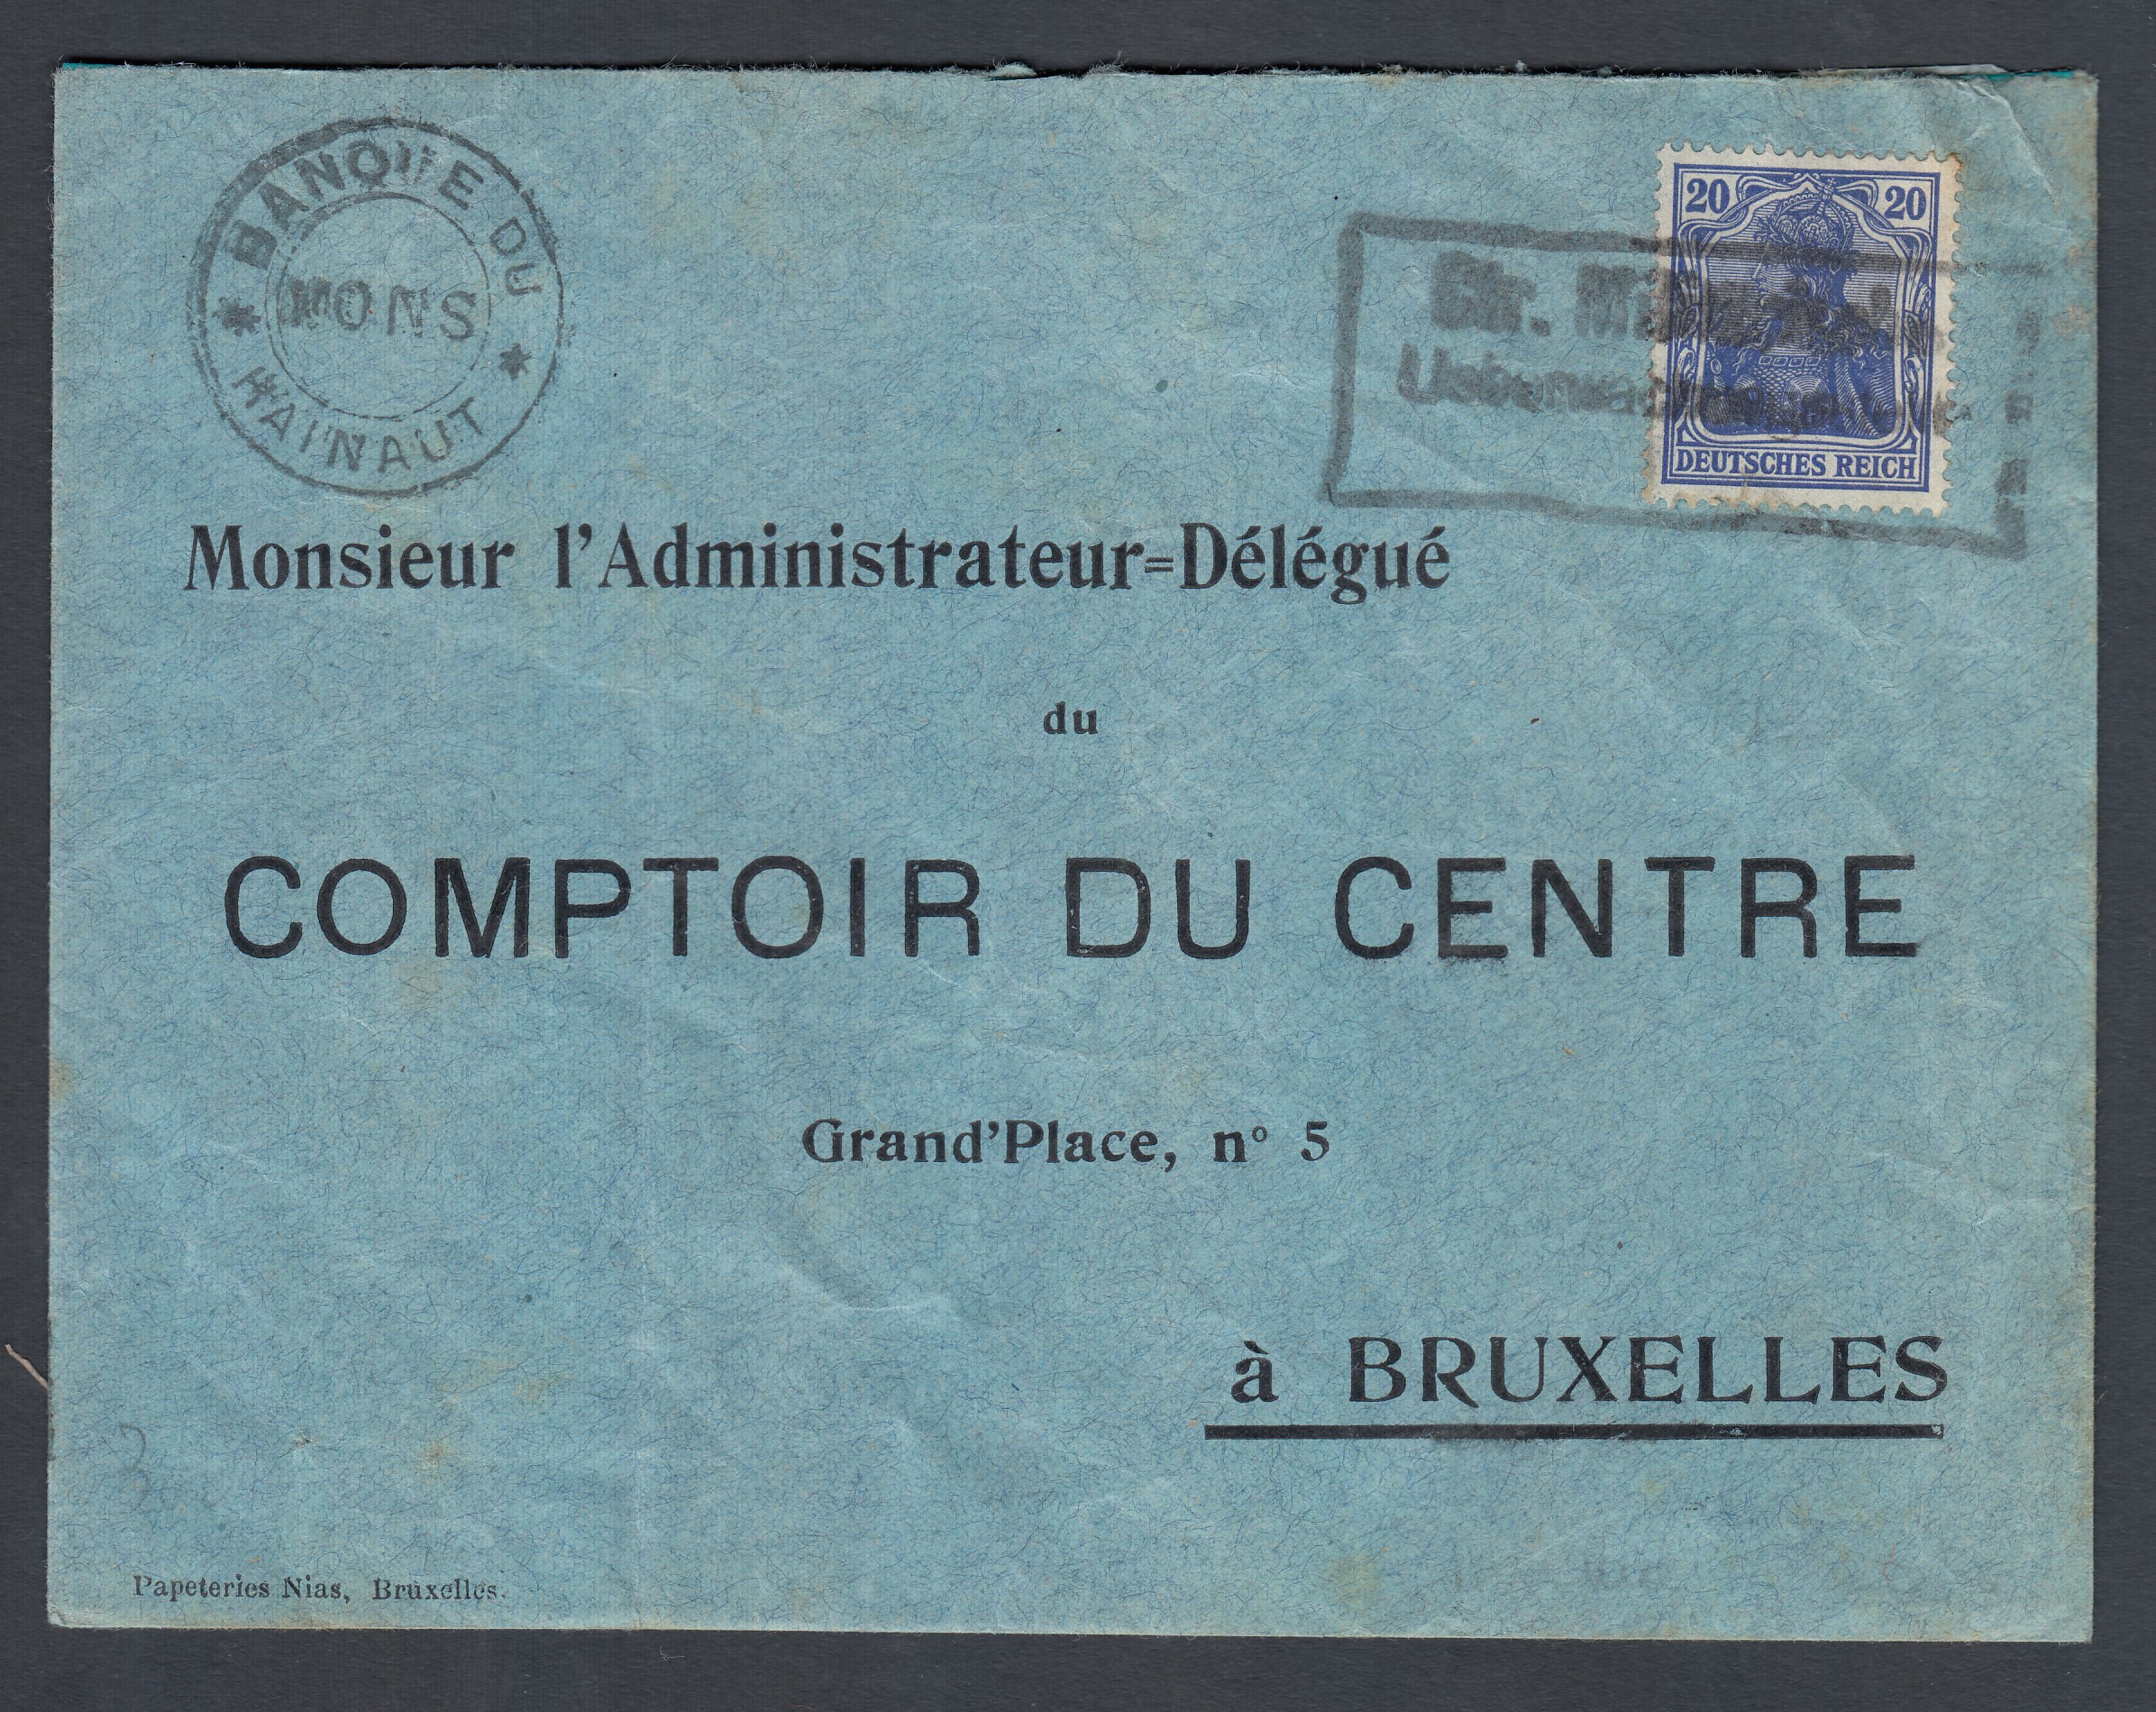 BANQUE DU
MONS
HAINAUT
20 20
Str.
DEUTSCHES REICH
Monsieur l'Administrateur=Délégué
du
COMPTOIR DU CENTRE
Grand'Place, nº 5
à BRUXELLES
Papeteries Nias, Bruxelles.